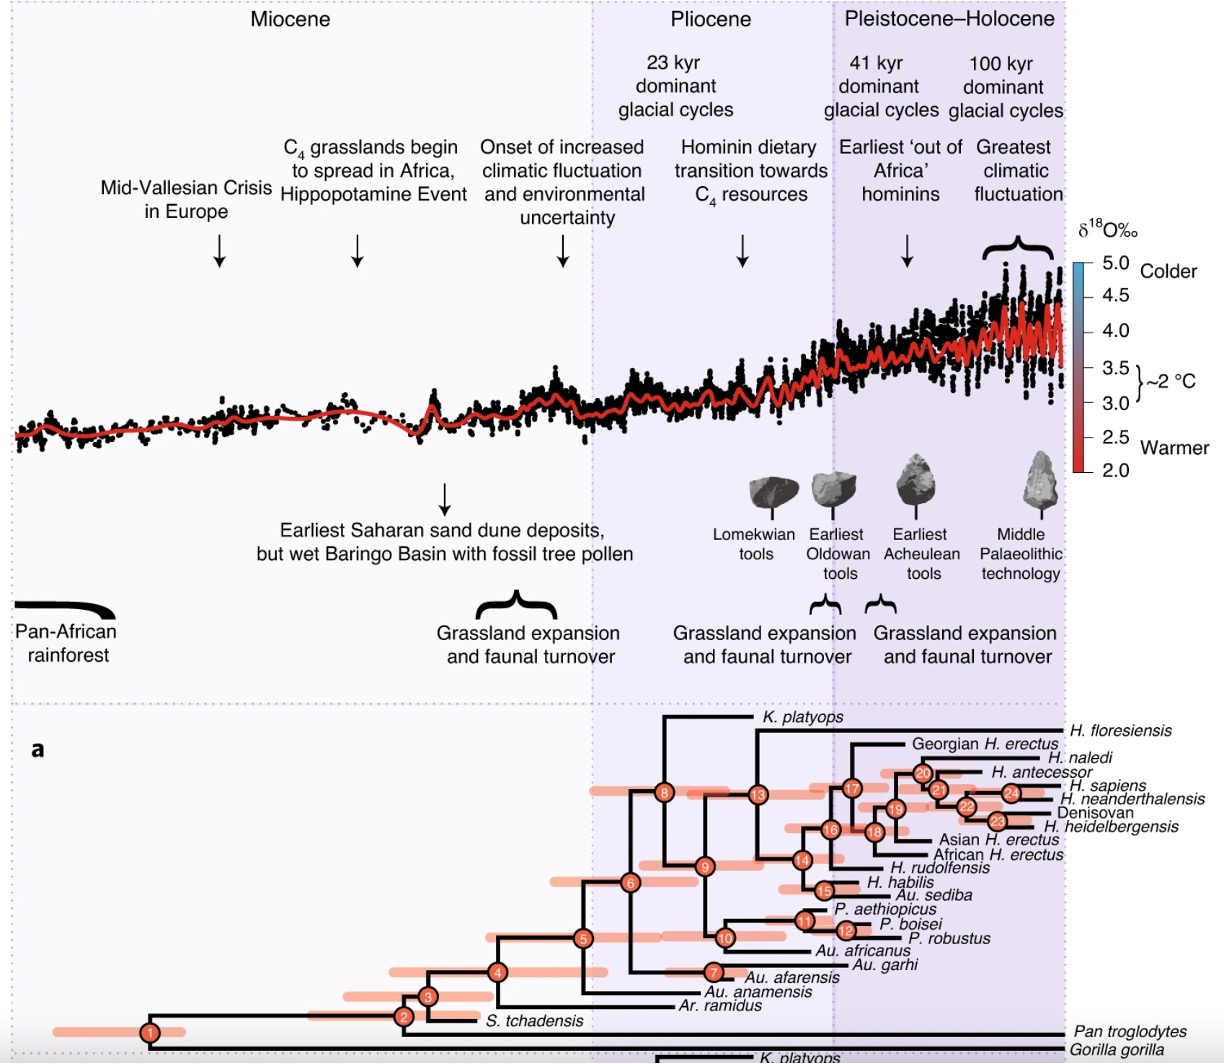 Miocene
Pliocene
Pleistocene–Holocene
23 kyr
dominant
glacial cycles
41 kyr
dominant
glacial cycles
100 kyr
dominant
glacial cycles
Mid-Vallesian Crisis
in Europe
C4 grasslands begin
to spread in Africa,
Hippopotamine Event
Onset of increased
climatic fluctuation
and environmental
uncertainty
Hominin dietary
transition towards
C4 resources
Earliest ‘out of
Africa’
hominins
Greatest
climatic
fluctuation
δ18O‰
5.0
Colder
4.5
4.0
3.5
~2 °C
3.0
2.5
Warmer
2.0
Earliest Saharan sand dune deposits,
but wet Baringo Basin with fossil tree pollen
Lomekwian
tools
Earliest
Oldowan
tools
Earliest
Acheulean
tools
Middle
Palaeolithic
technology
Pan-African
rainforest
Grassland expansion
and faunal turnover
Grassland expansion
and faunal turnover
Grassland expansion
and faunal turnover
a
K. platyops
H. floresiensis
Georgian H. erectus
H. naledi
20
H. antecessor
8
13
17
21
H. sapiens
24
H. neanderthalensis
19
22
Denisovan
23
H. heidelbergensis
16
18
Asian H. erectus
African H. erectus
9
14
H. rudolfensis
6
15
H. habilis
Au. sediba
P. aethiopicus
11
P. boisei
12
P. robustus
5
10
Au. africanus
4
7
Au. garhi
Au. afarensis
Au. anamensis
3
Ar. ramidus
2
S. tchadensis
1
Pan troglodytes
Gorilla gorilla
K. platyops